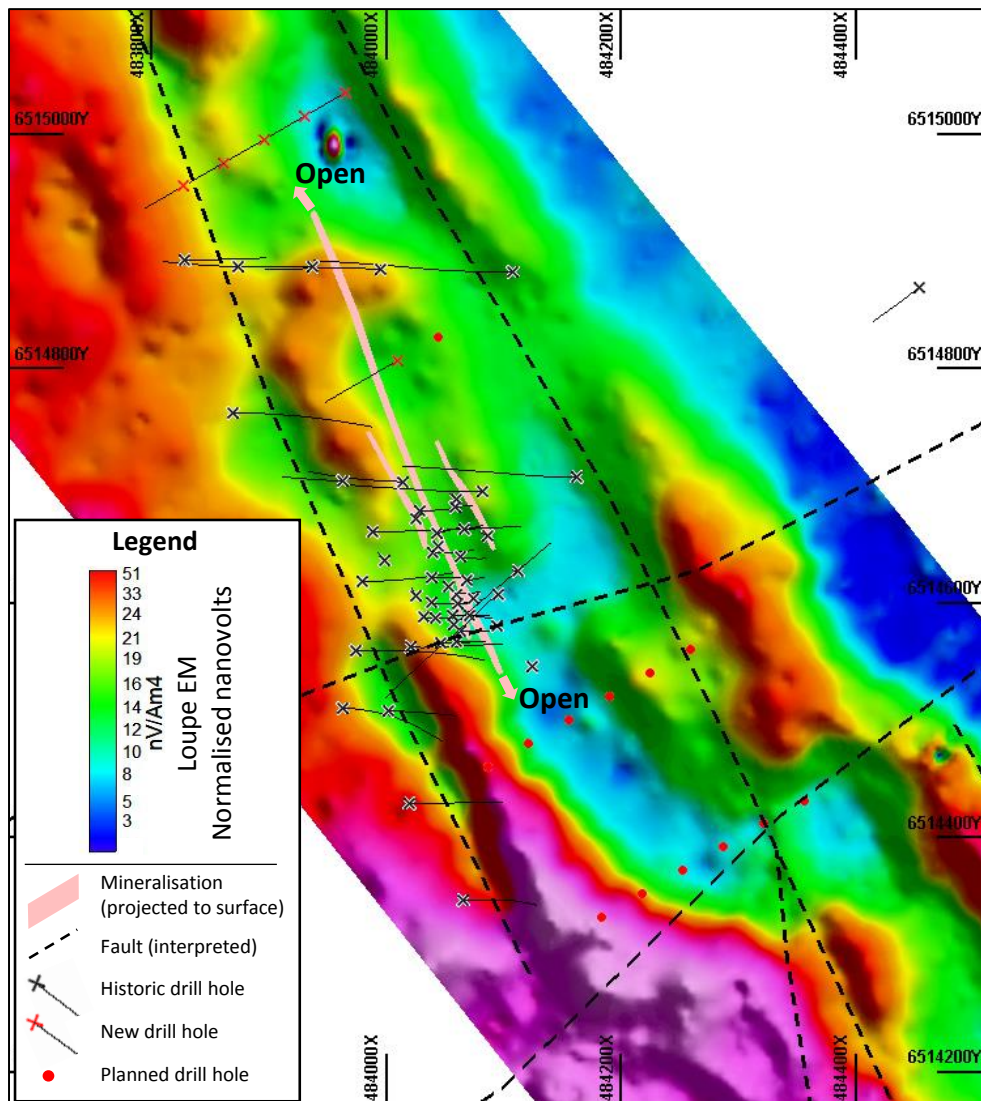 483800X
484000X
484200X
484400X
6515000Y
6515000Y
Open
6514800Y
6514800Y
6514600Y
Open
6514400Y
6514200Y
484000X
484200X
484400X
Legend
51
33
24
21
19
16
14
12
10
8
6
3
nV/Am4
Loupe EM
Normalised nanovolts
Mineralisation
(projected to surface)
Fault (interpreted)
Historic drill hole
New drill hole
Planned drill hole